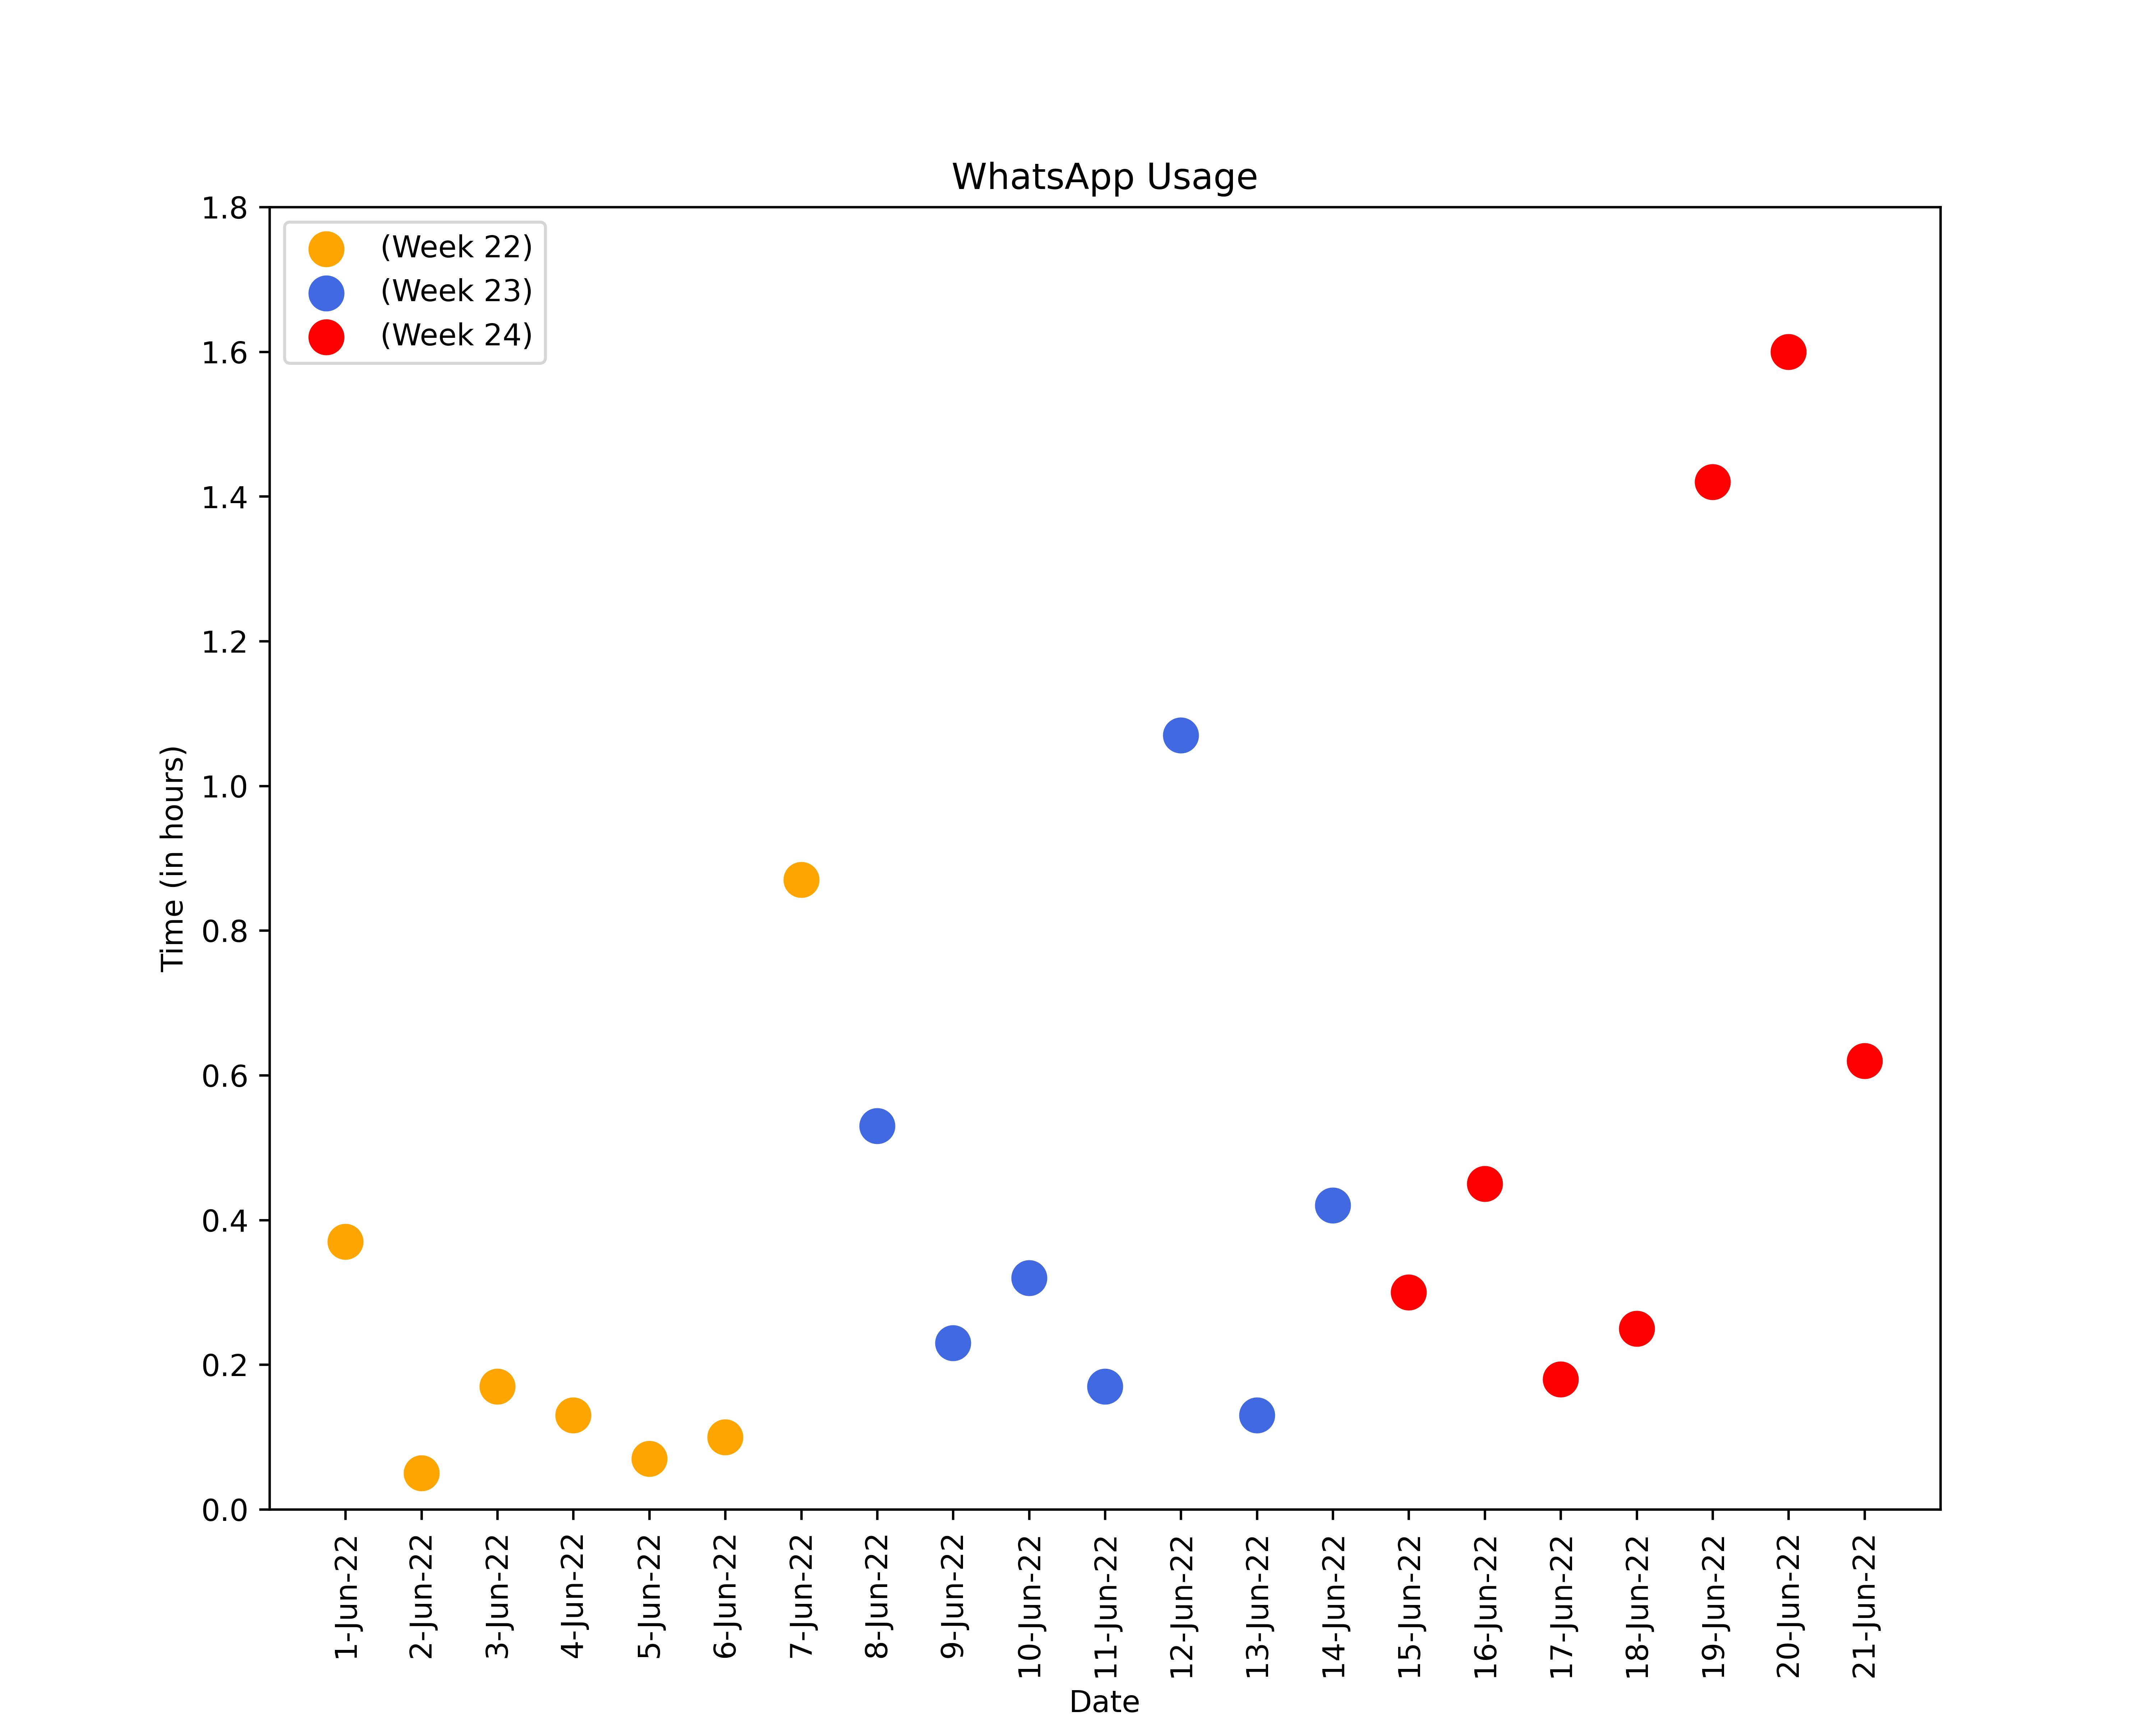 WhatsApp Usage
(Week 22)
(Week 23)
(Week 24)
1.8
1.6
1.4
1.2
1.0
0.8
0.6
0.4
0.2
0.0
Time (in hours)
1-Jun-22
2-Jun-22
3-Jun-22
4-Jun-22
5-Jun-22
6-Jun-22
7-Jun-22
8-Jun-22
9-Jun-22
10-Jun-22
11-Jun-22
12-Jun-22
13-Jun-22
14-Jun-22
15-Jun-22
16-Jun-22
17-Jun-22
18-Jun-22
19-Jun-22
20-Jun-22
21-Jun-22
Date